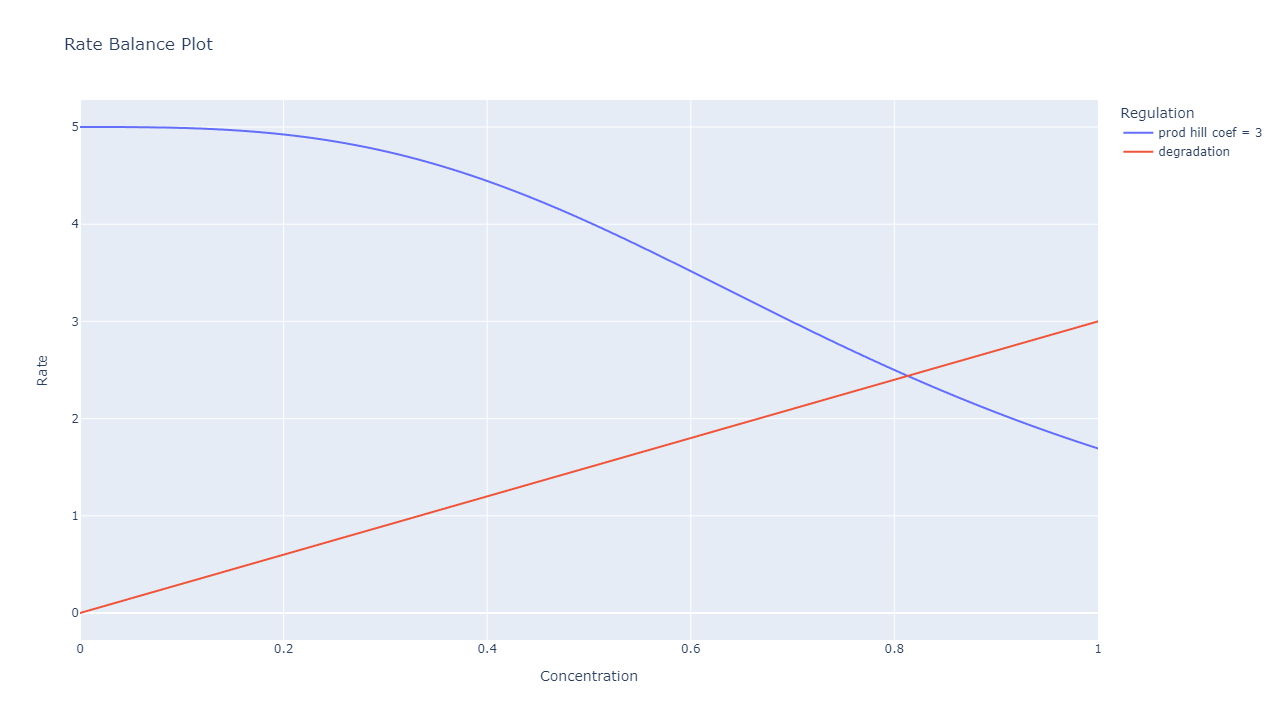 Rate Balance Plot
Regulation
prod hill coef = 3
degradation
5
4
3
2
1
0
Rate
0
0.2
0.4
0.6
0.8
1
Concentration